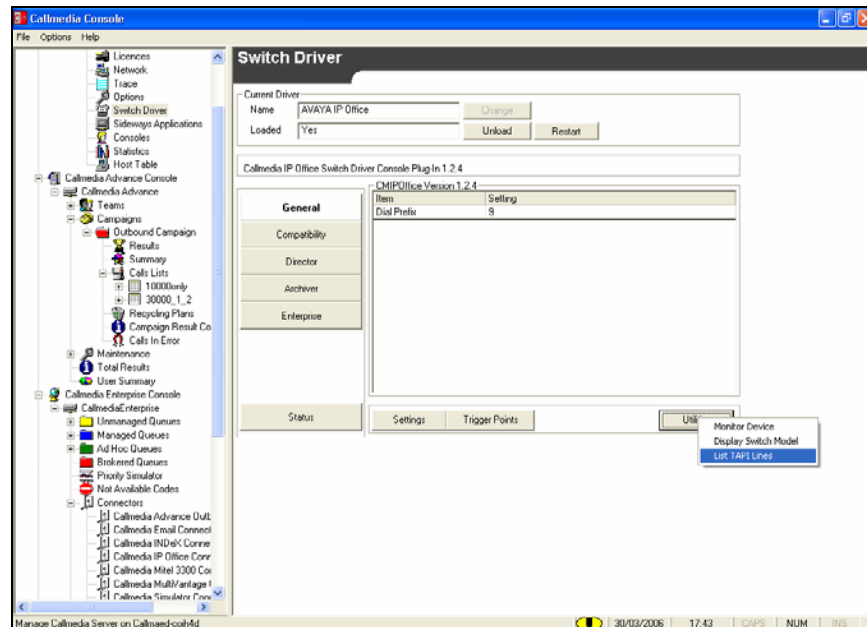 Callmedia Console
File Options Help
Licences
Network
Trace
Options
Switch Driver
Sideways Applications
Consoles
Statistics
Host Table
Callmedia Advance Console
Callmedia Advance
Teams
Campaigns
Outbound Campaign
Results
Summary
Calls Lists
10000only
30000_1_2
Recycling Plans
Campaign Result Co
Calls In Error
Maintenance
Total Results
User Summary
Callmedia Enterprise Console
CallmediaEnterprise
Unmanaged Queues
Managed Queues
Ad Hoc Queues
Brokered Queues
Priority Simulator
Not Available Codes
Connectors
Callmedia Advance Outb
Callmedia Email Connect
Callmedia INDeX Conne
Callmedia IP Office Conr
Callmedia Mitel 3300 Co
Callmedia MultiVantage
Callmedia Simulator Con
Switch Driver
Current Driver
Name AVAYA IP Office Change
Loaded Yes Unload Restart
Callmedia IP Office Switch Driver Console Plug-In 1.2.4
CMIPOffice Version 1.2.4
Item Setting
Dial Prefix 9
General
Compatibility
Director
Archiver
Enterprise
Status
Settings Trigger Points Utili
Monitor Device
Display Switch Model
List TAPI Lines
Manage Callmedia Server on Callmaed-coih4d 30/03/2006 17:43 CAPS NUM INS